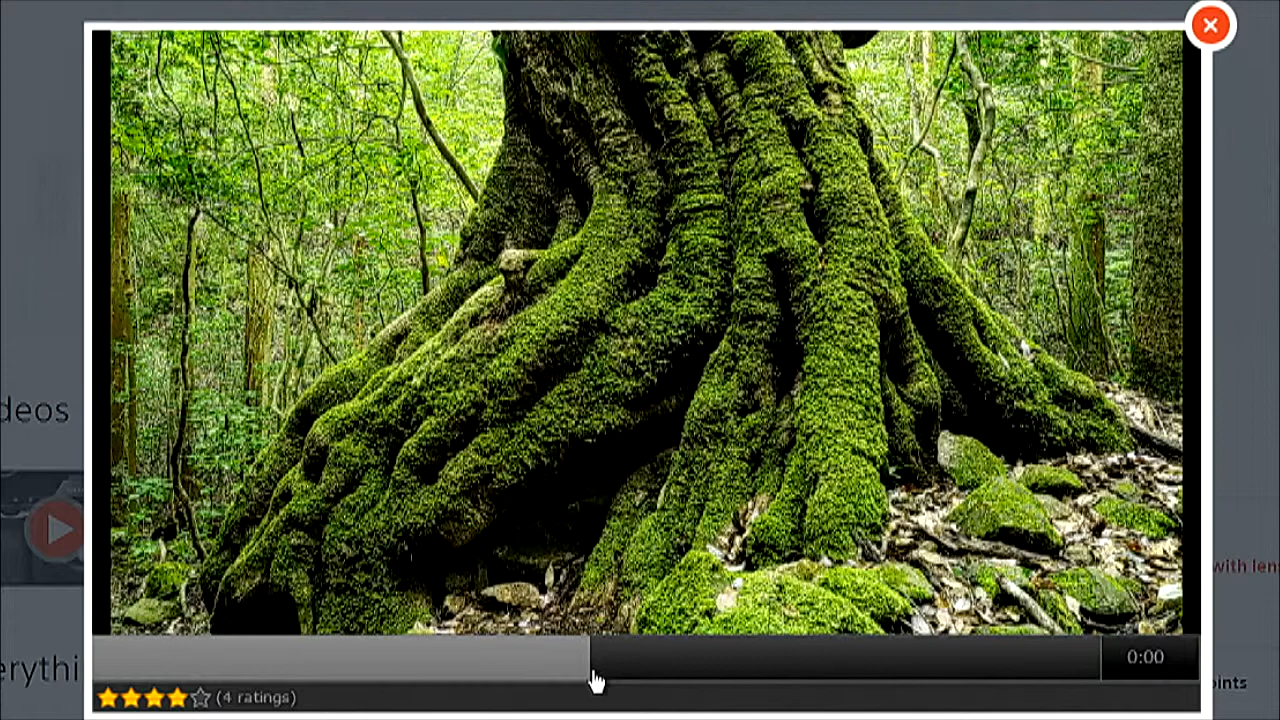 deos
with len
0:00
erythi
oints
(4 ratings)